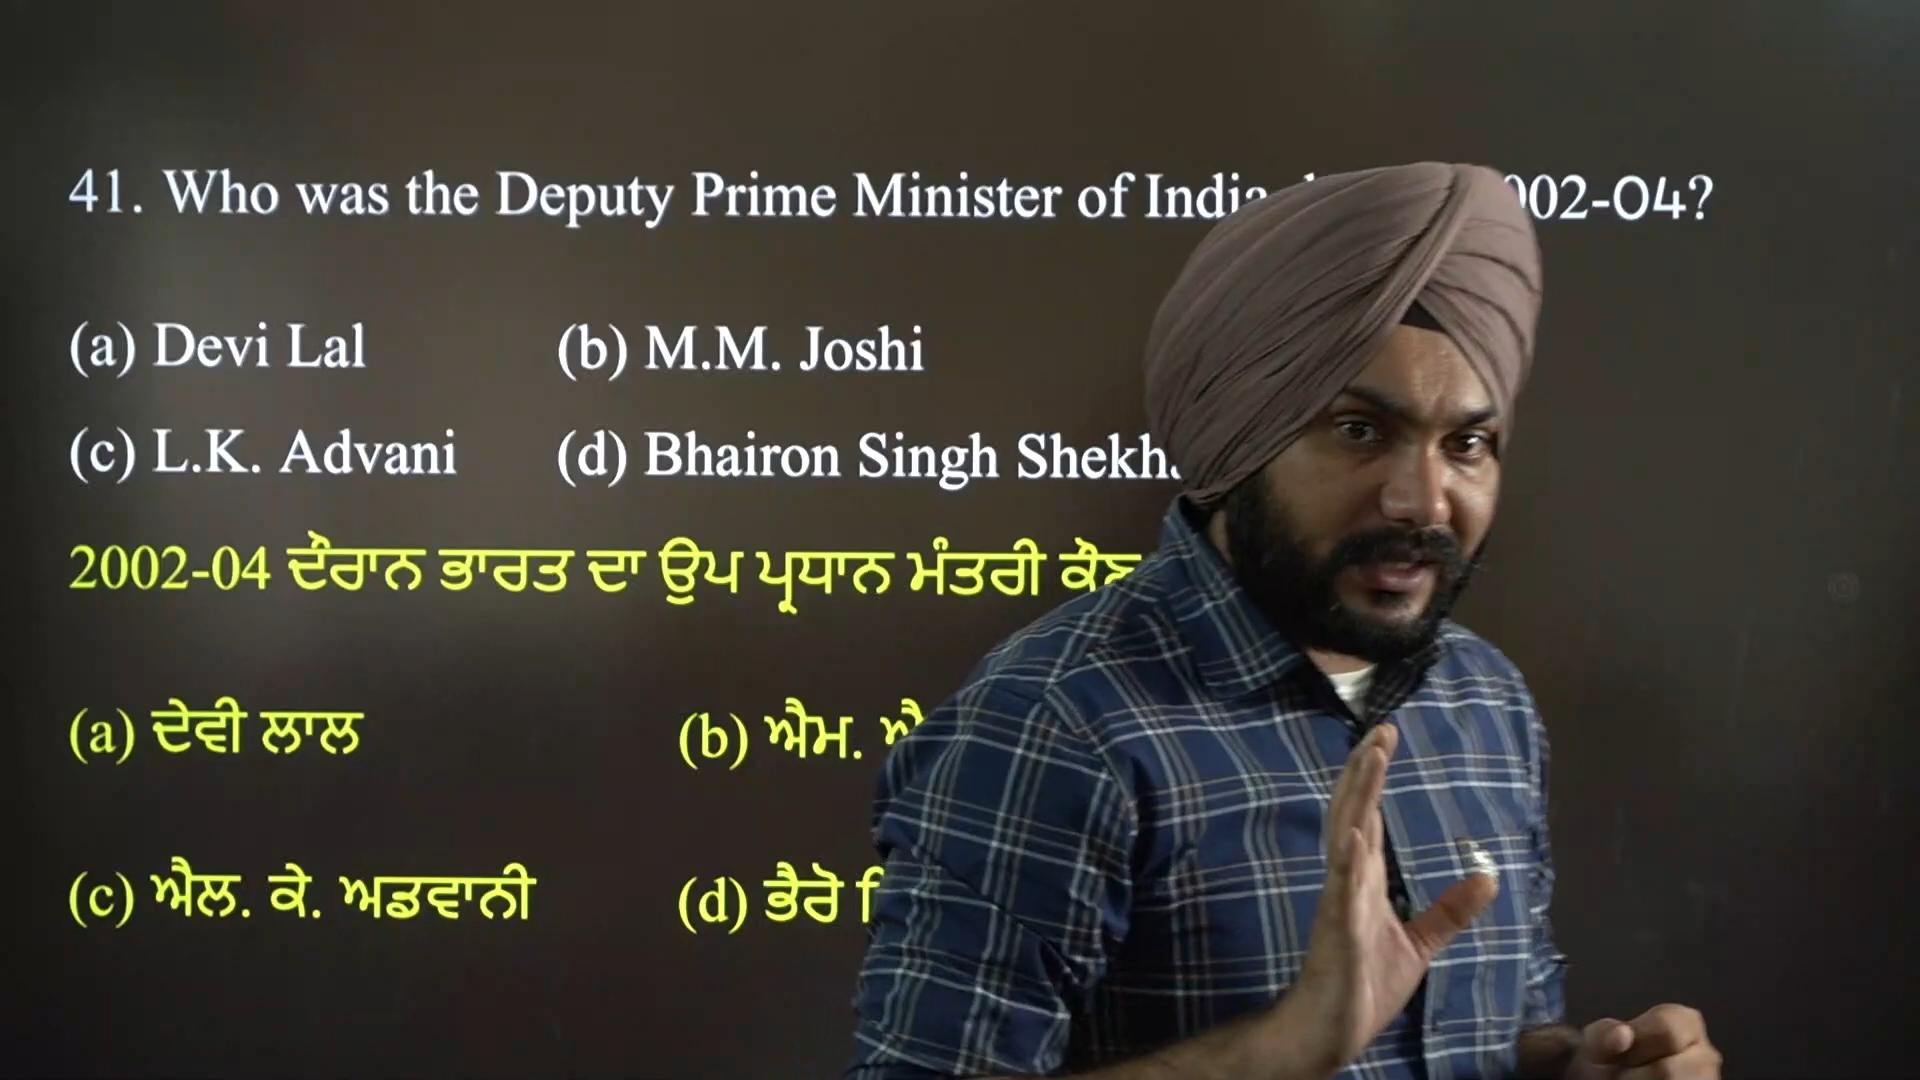 41. Who was the Deputy Prime Minister of India 002-04?
(a) Devi Lal (b) M.M. Joshi
(c) L.K. Advani (d) Bhairon Singh
2002-04 ਦੌਰਾਨ ਭਾਰਤ ਦਾ ਉਪ ਪ੍ਰਧਾਨ ਮੰਤਰੀ ਕੌਣ
(a) ਦੇਵੀ ਲਾਲ (b) ਐਮ.
(c) ਐਲ. ਕੇ. ਅਡਵਾਨੀ (d) ਭੈਰੋ